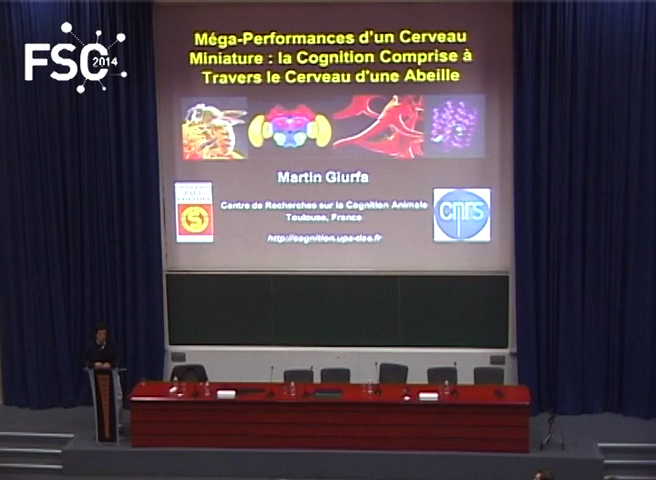 FSC 2014
Méga-Performances d'un Cerveau
Miniature : la Cognition Comprise à
Travers le Cerveau d'une Abeille
Martin Giurfa
Centre de Recherches sur la Cognition Animale
Toulouse, France
http://cognition.ups-tlse.fr
cnrs